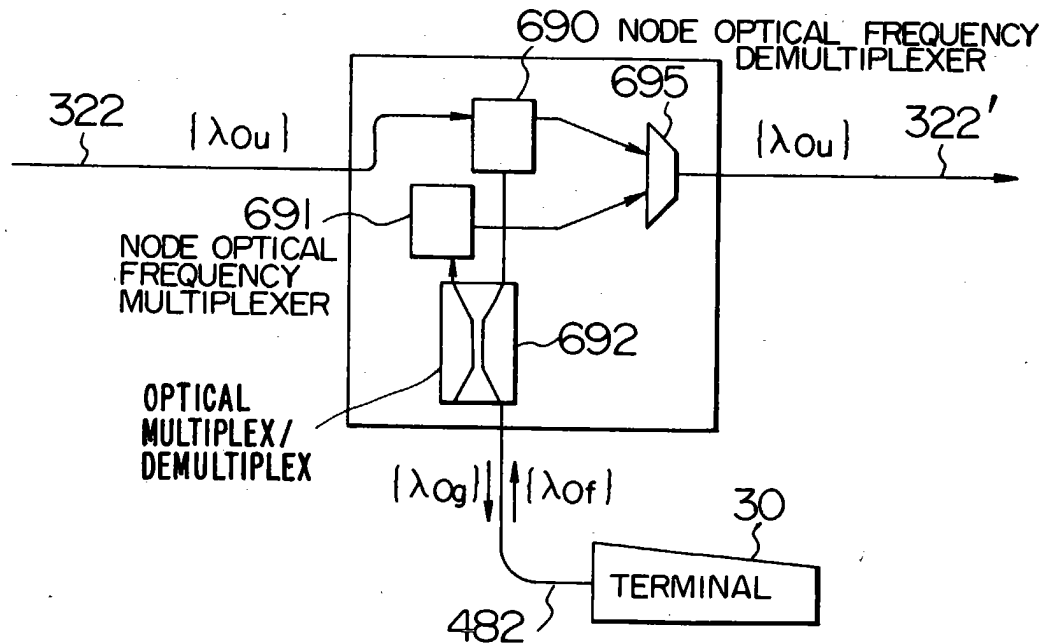 690 NODE OPTICAL FREQUENCY
DEMULTIPLEXER
695
322
{λOu}
{λOu}
322'
691
NODE OPTICAL
FREQUENCY
MULTIPLEXER
692
OPTICAL
MULTIPLEX/
DEMULTIPLEX
{λOg} {λOf}
30
TERMINAL
482